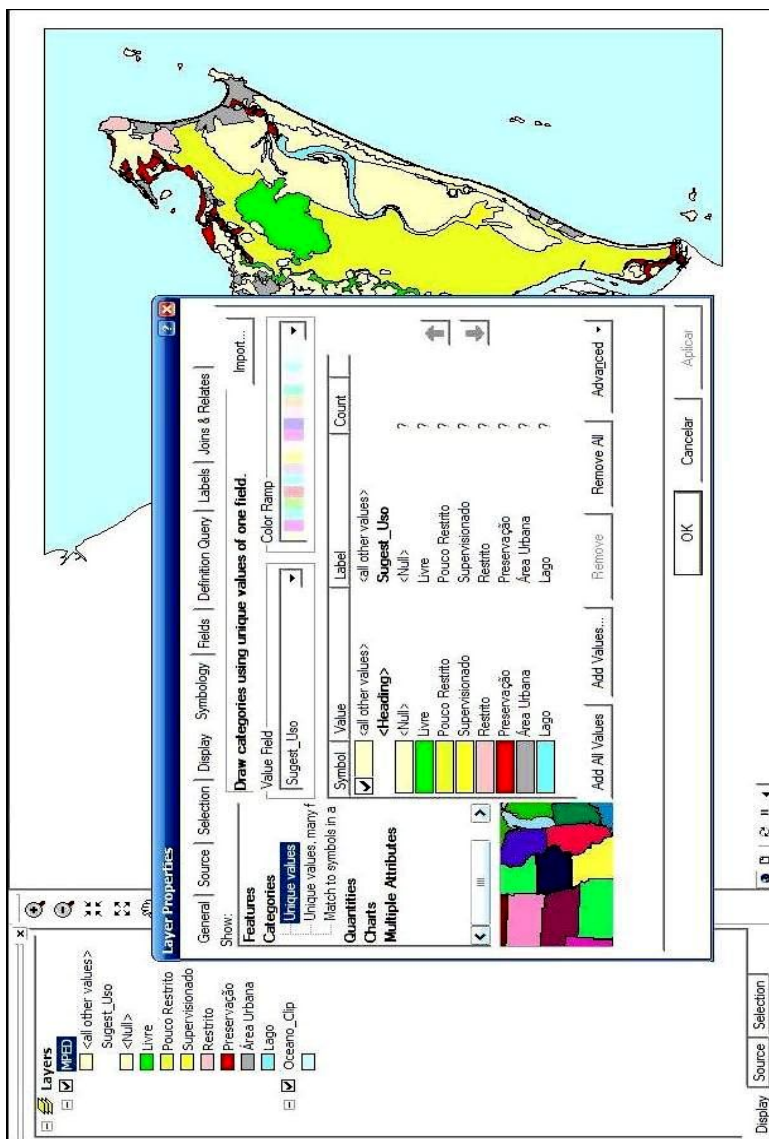 Layers
MPED
<all other values>
Sugest_Uso
<Null>
Livre
Pouco Restrito
Supervisionado
Restrito
Preservação
Área Urbana
Lago
Oceano_Clip
Display Source Selection
Layer Properties
General Source Selection Display Symbology Fields Definition Query Labels Joins & Relates
Show:
Features
Categories
Unique values
Unique values, many f
Match to symbols in a
Quantities
Charts
Multiple Attributes
Draw categories using unique values of one field.
Import...
Value Field
Sugest_Uso
Color Ramp
Symbol Value Label Count
<all other values> <all other values>
<Heading> Sugest_Uso
<Null> <Null> ?
Livre Livre ?
Pouco Restrito Pouco Restrito ?
Supervisionado Supervisionado ?
Restrito Restrito ?
Preservação Preservação ?
Área Urbana Área Urbana ?
Lago Lago ?
Add All Values Add Values... Remove Remove All Advanced
OK Cancelar Aplicar